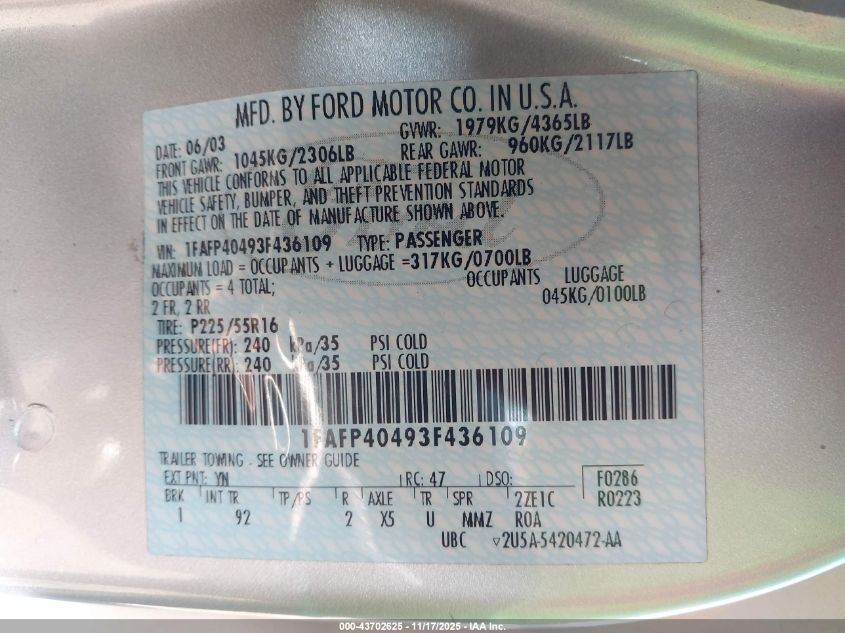 MFD. BY FORD MOTOR CO. IN U.S.A.
DATE: 06/03 GVWR: 1979KG/4365LB
FRONT GAWR: 1045KG/2306LB REAR GAWR: 960KG/2117LB
THIS VEHICLE CONFORMS TO ALL APPLICABLE FEDERAL MOTOR
VEHICLE SAFETY, BUMPER, AND THEFT PREVENTION STANDARDS
IN EFFECT ON THE DATE OF MANUFACTURE SHOWN ABOVE.
VIN: 1FAFP40493F436109 TYPE: PASSENGER
MAXIMUM LOAD = OCCUPANTS + LUGGAGE =317KG/0700LB
OCCUPANTS = 4 TOTAL; OCCUPANTS LUGGAGE
2 FR, 2 RR 045KG/0100LB
TIRE: P225/55R16
PRESSURE(FR): 240 kPa/35 PSI COLD
PRESSURE(RR): 240 kPa/35 PSI COLD
1FAFP40493F436109
TRAILER TOWING - SEE OWNER GUIDE
EXT PNT: YN RC: 47 DSO: F0286
BRK INT TR TP/PS R AXLE TR SPR 2ZE1C R0223
1 92 2 X5 U MMZ ROA
UBC ▽2U5A-5420472-AA
000-43702625 - 11/17/2025 - IAA Inc.